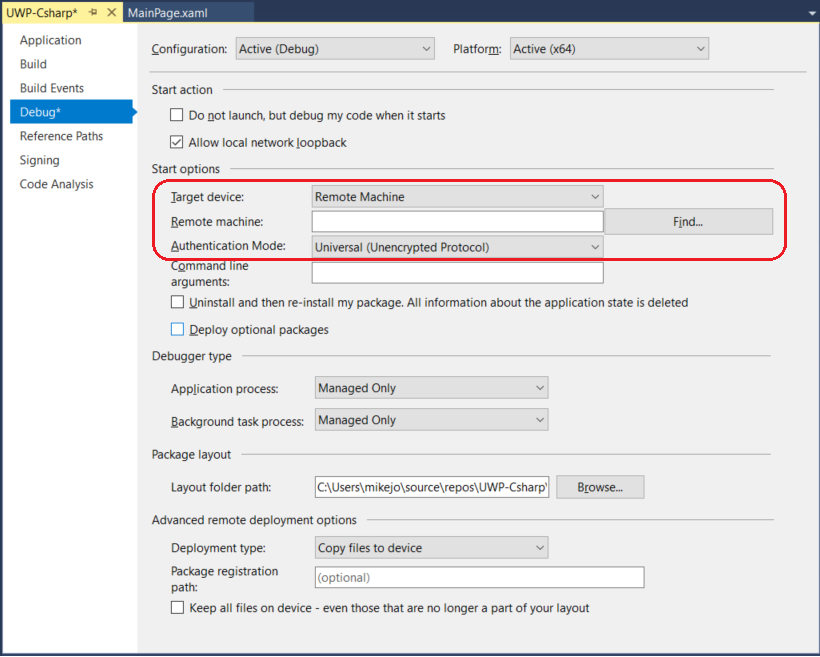 UWP-Csharp* MainPage.xaml
Application
Build
Build Events
Debug*
Reference Paths
Signing
Code Analysis
Configuration: Active (Debug) Platform: Active (x64)
Start action
Do not launch, but debug my code when it starts
Allow local network loopback
Start options
Target device: Remote Machine
Remote machine: Find...
Authentication Mode: Universal (Unencrypted Protocol)
Command line
arguments:
Uninstall and then re-install my package. All information about the application state is deleted
Deploy optional packages
Debugger type
Application process: Managed Only
Background task process: Managed Only
Package layout
Layout folder path: C:\Users\mikejo\source\repos\UWP-Csharp\ Browse...
Advanced remote deployment options
Deployment type: Copy files to device
Package registration
path: (optional)
Keep all files on device - even those that are no longer a part of your layout